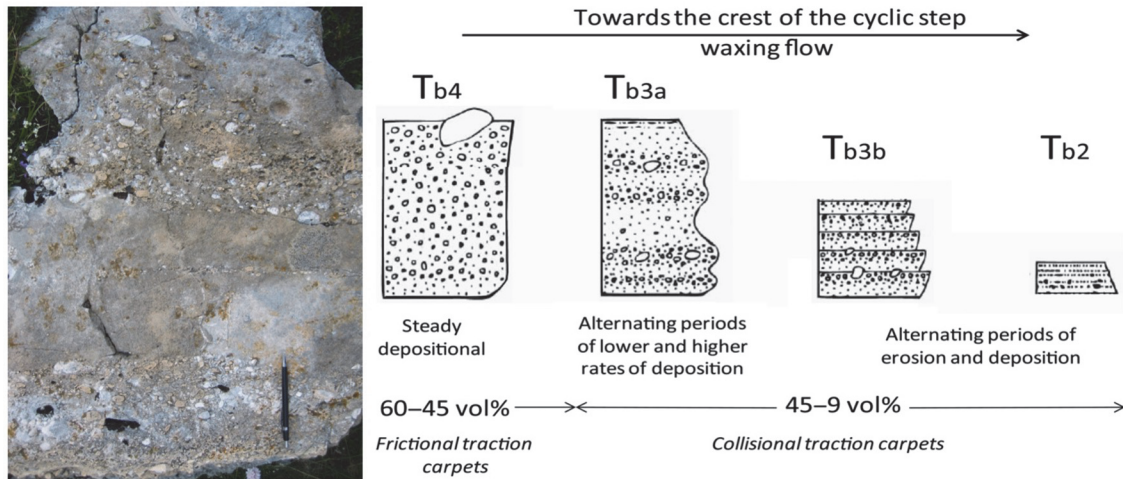 Towards the crest of the cyclic step
waxing flow
Tb4
Tb3a
Tb3b
Tb2
Steady
depositional
Alternating periods
of lower and higher
rates of deposition
Alternating periods of
erosion and deposition
60–45 vol%
45–9 vol%
Frictional traction
carpets
Collisional traction carpets